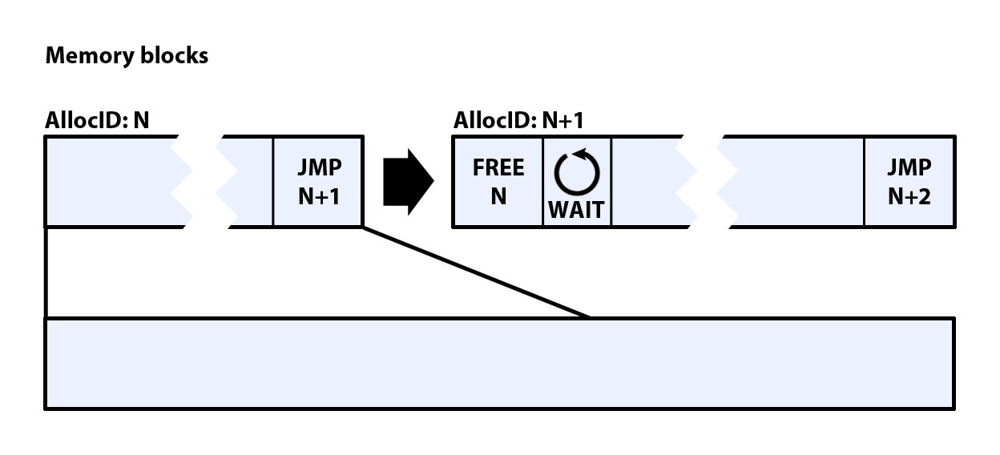 Memory blocks
AllocID: N
AllocID: N+1
JMP
N+1
FREE
N
WAIT
JMP
N+2